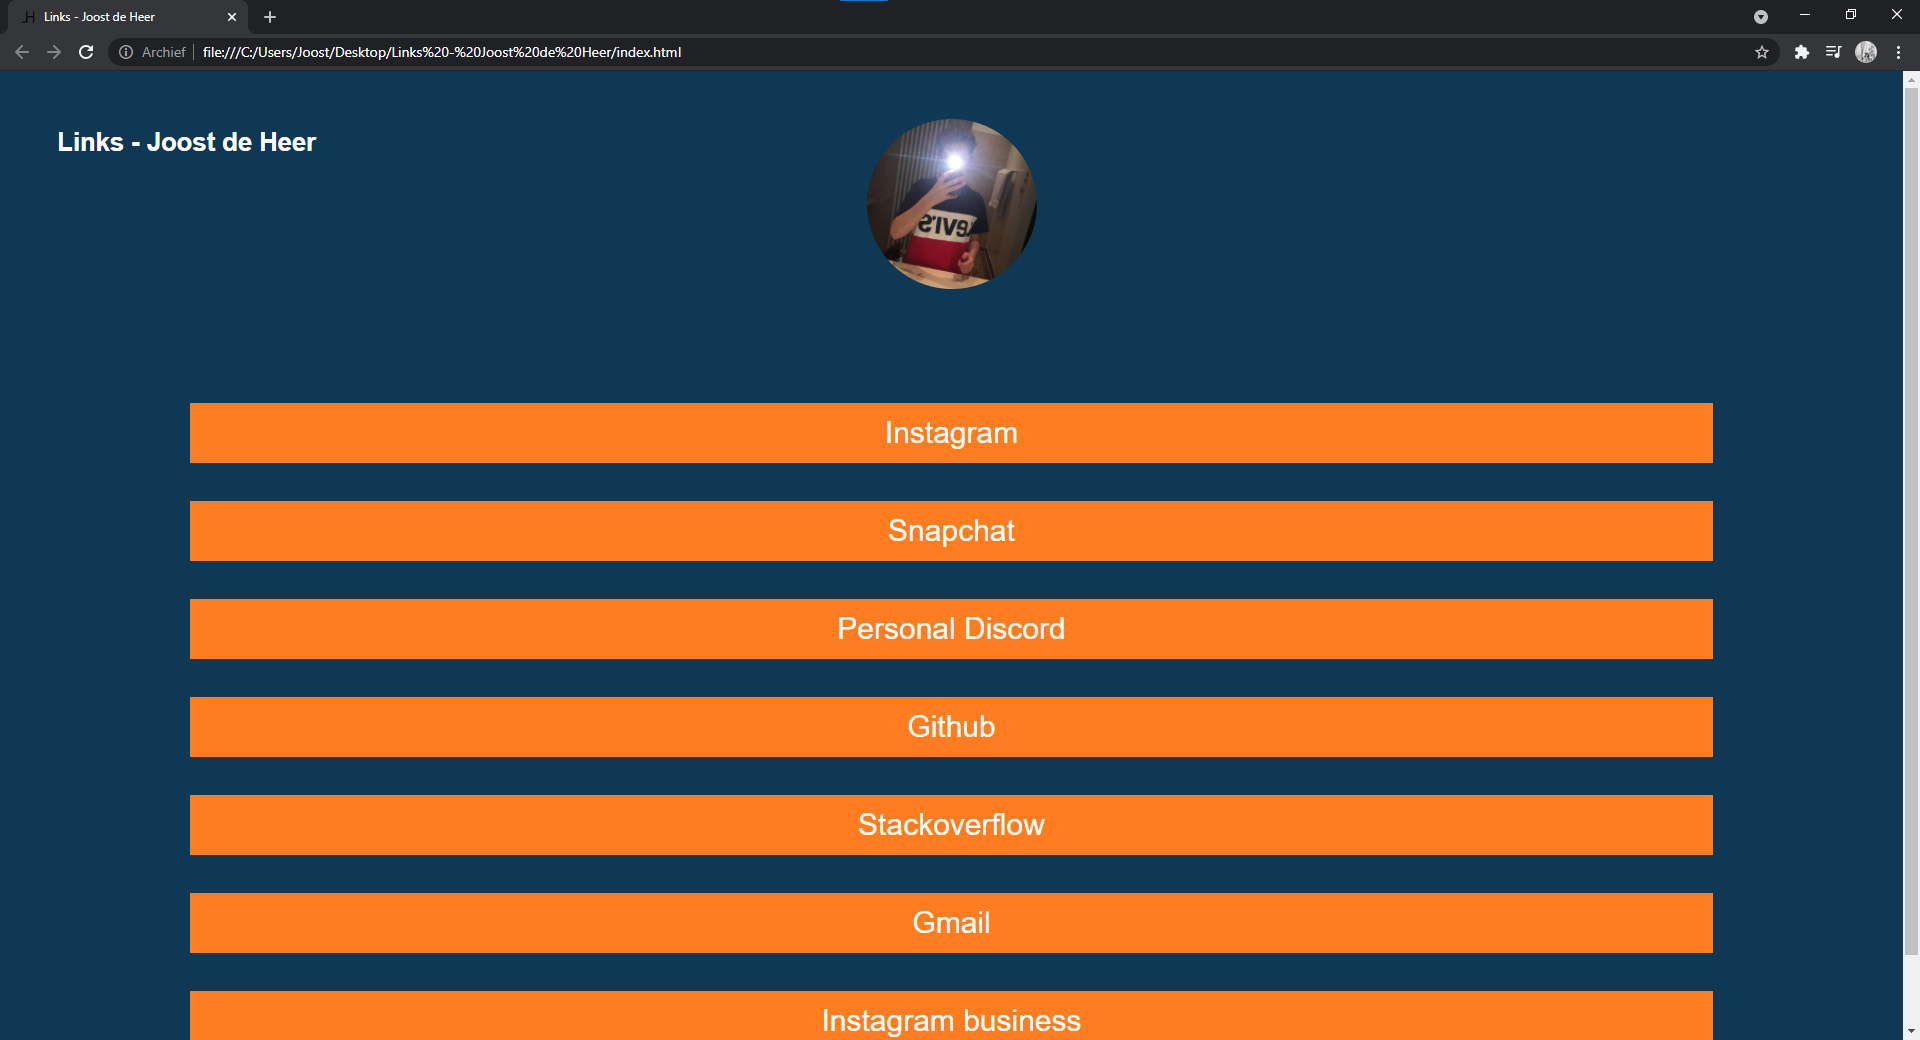 Links - Joost de Heer
Archief
file:///C:/Users/Joost/Desktop/Links%20-%20Joost%20de%20Heer/index.html
Links - Joost de Heer
Levi's
Instagram
Snapchat
Personal Discord
Github
Stackoverflow
Gmail
Instagram business